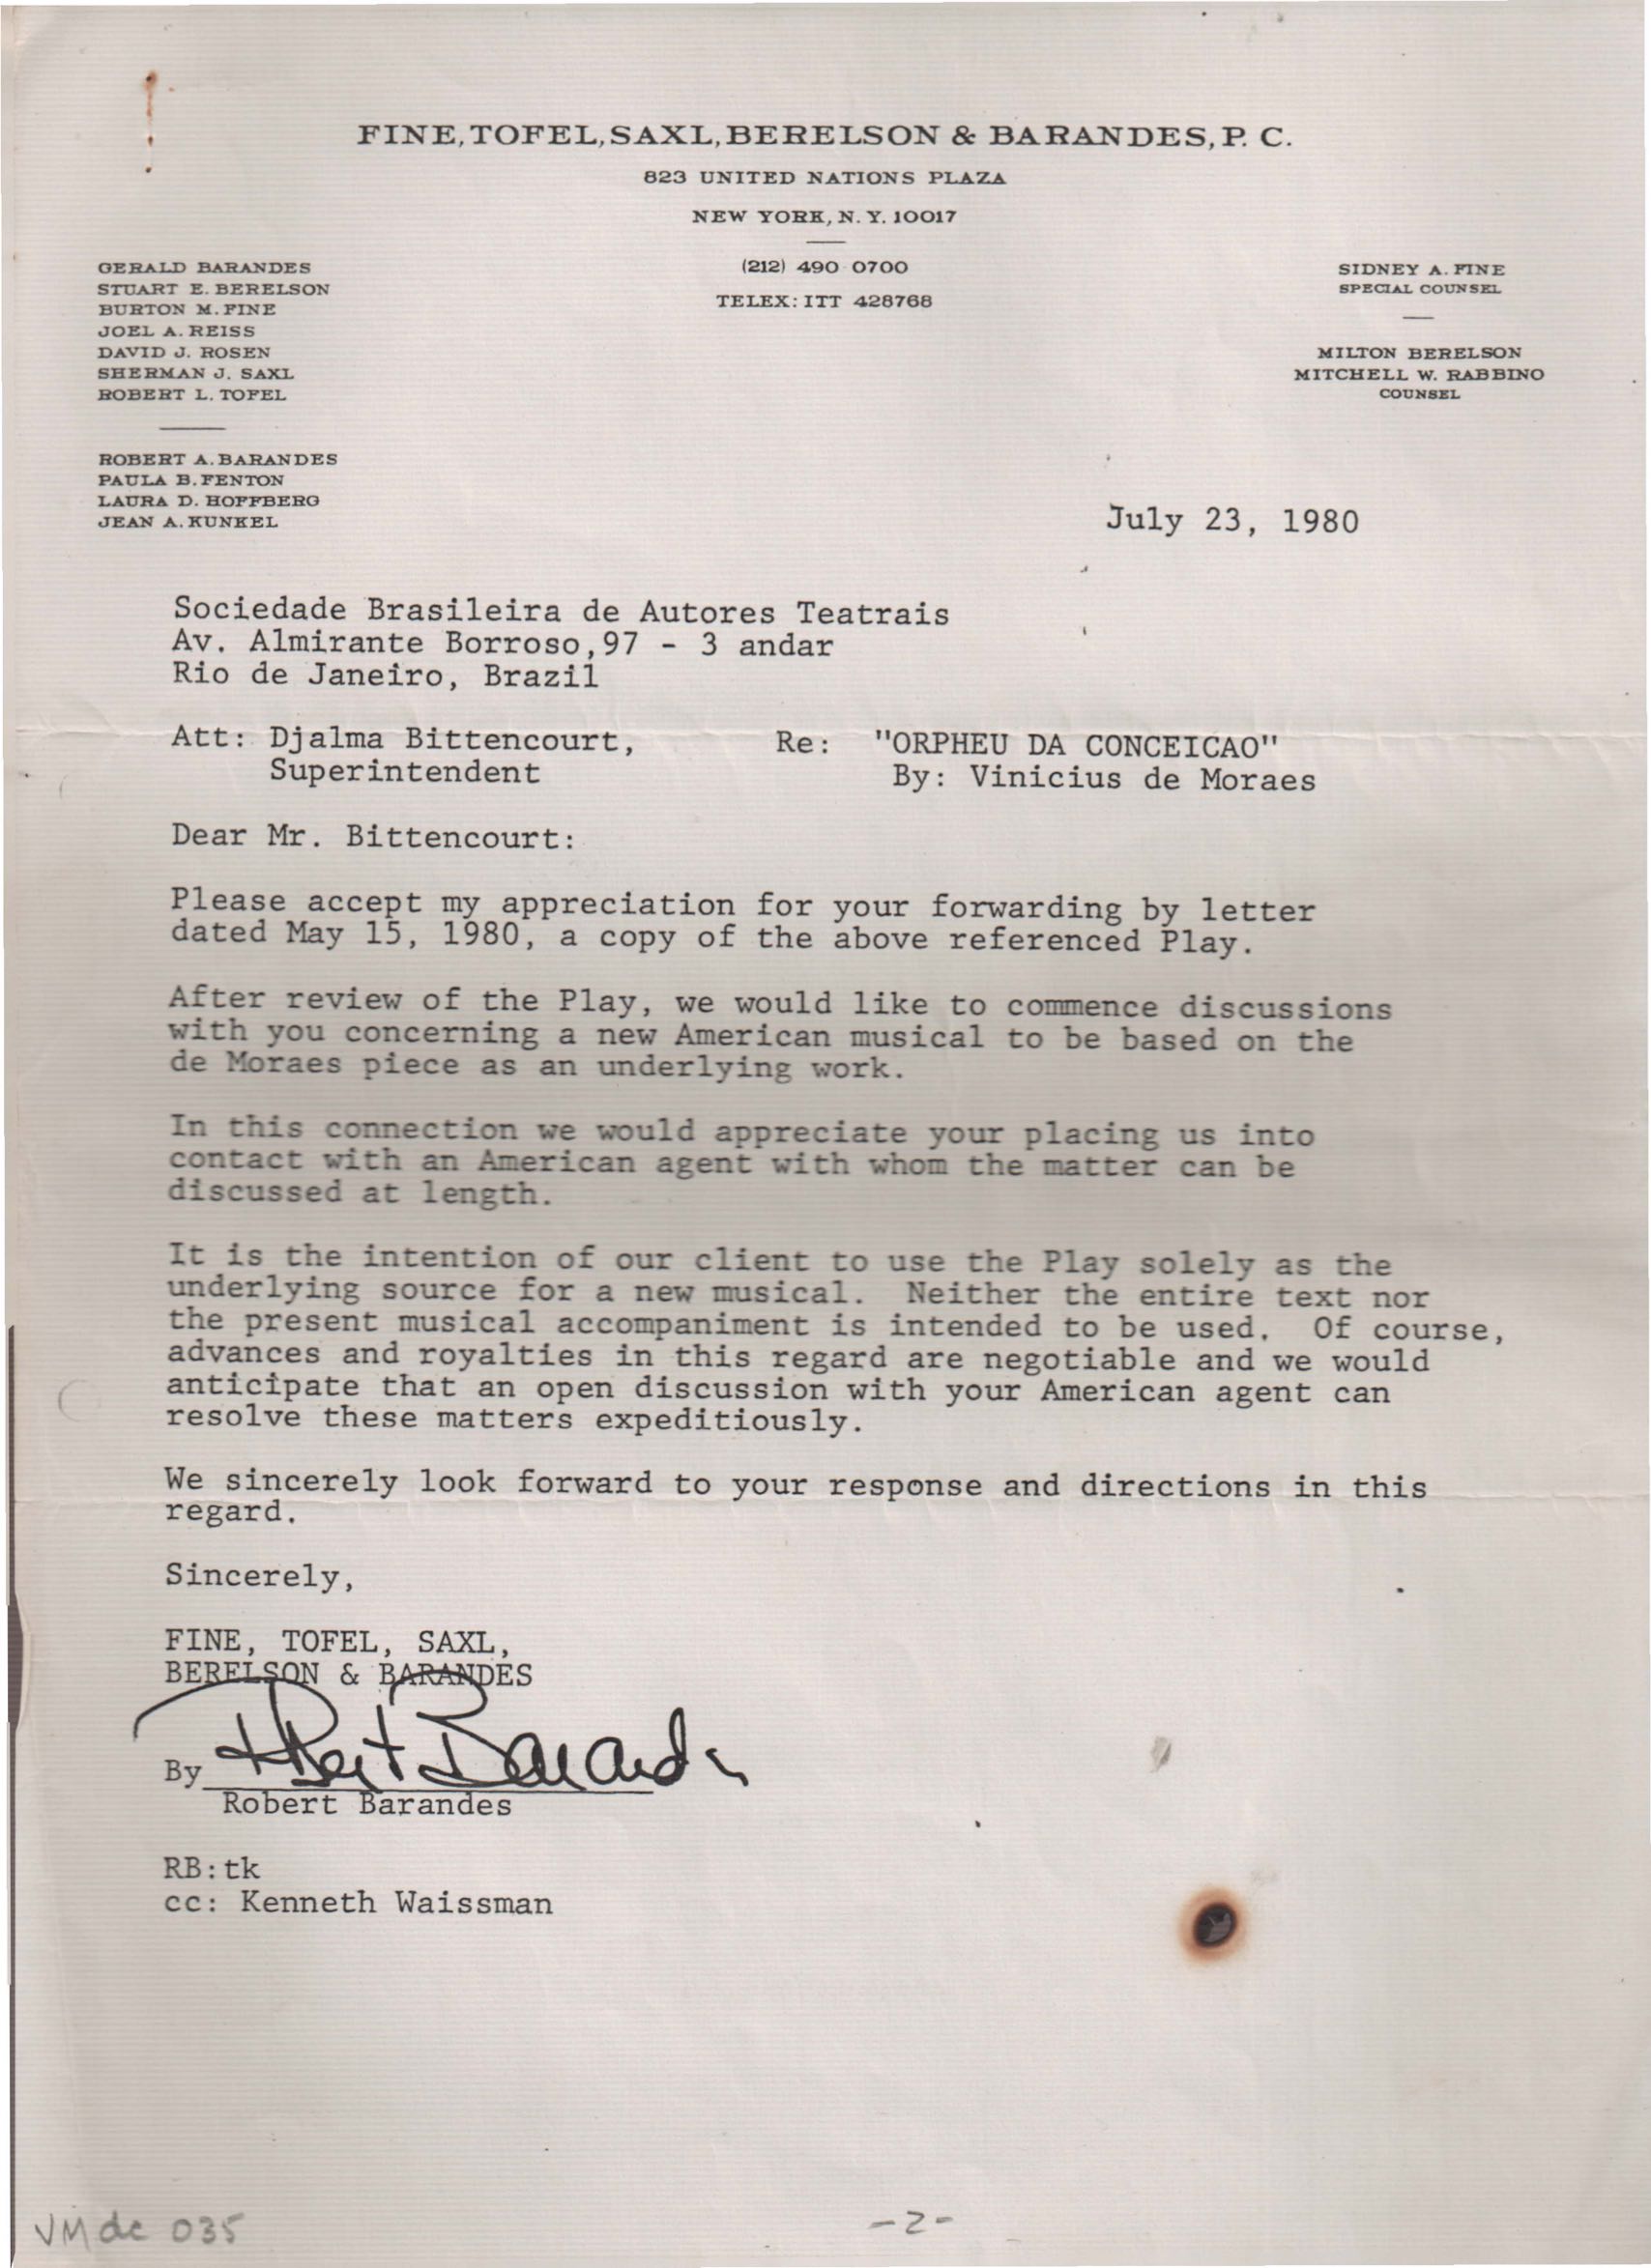 FINE, TOFEL, SAXL, BERELSON & BARANDES, P. C.
823 UNITED NATIONS PLAZA
NEW YORK, N. Y. 10017
(212) 490 0700
TELEX: ITT 428768
GERALD BARANDES
STUART E. BERELSON
BURTON M. FINE
JOEL A. REISS
DAVID J. ROSEN
SHERMAN J. SAXL
ROBERT L. TOFEL
ROBERT A. BARANDES
PAULA B. FENTON
LAURA D. HOFFBERG
JEAN A. KUNKEL
SIDNEY A. FINE
SPECIAL COUNSEL
MILTON BERELSON
MITCHELL W. RABBINO
COUNSEL
July 23, 1980
Sociedade Brasileira de Autores Teatrais
Av. Almirante Borroso,97 - 3 andar
Rio de Janeiro, Brazil
Att: Djalma Bittencourt,
Superintendent
Re: "ORPHEU DA CONCEICAO"
By: Vinicius de Moraes
Dear Mr. Bittencourt:
Please accept my appreciation for your forwarding by letter
dated May 15, 1980, a copy of the above referenced Play.
After review of the Play, we would like to commence discussions
with you concerning a new American musical to be based on the
de Moraes piece as an underlying work.
In this connection we would appreciate your placing us into
contact with an American agent with whom the matter can be
discussed at length.
It is the intention of our client to use the Play solely as the
underlying source for a new musical. Neither the entire text nor
the present musical accompaniment is intended to be used. Of course,
advances and royalties in this regard are negotiable and we would
anticipate that an open discussion with your American agent can
resolve these matters expeditiously.
We sincerely look forward to your response and directions in this
regard.
Sincerely,
FINE, TOFEL, SAXL,
BERELSON & BARANDES
By Robert Barandes
Robert Barandes
RB:tk
cc: Kenneth Waissman
VMdc 035
-2-